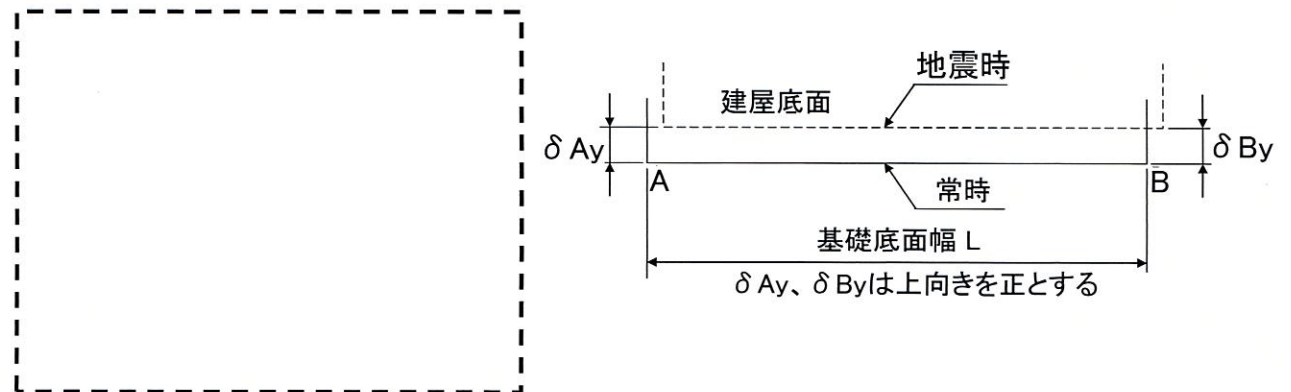 地震時
建屋底面
δAy
δBy
A
B
常時
基礎底面幅 L
δAy、δByは上向きを正とする